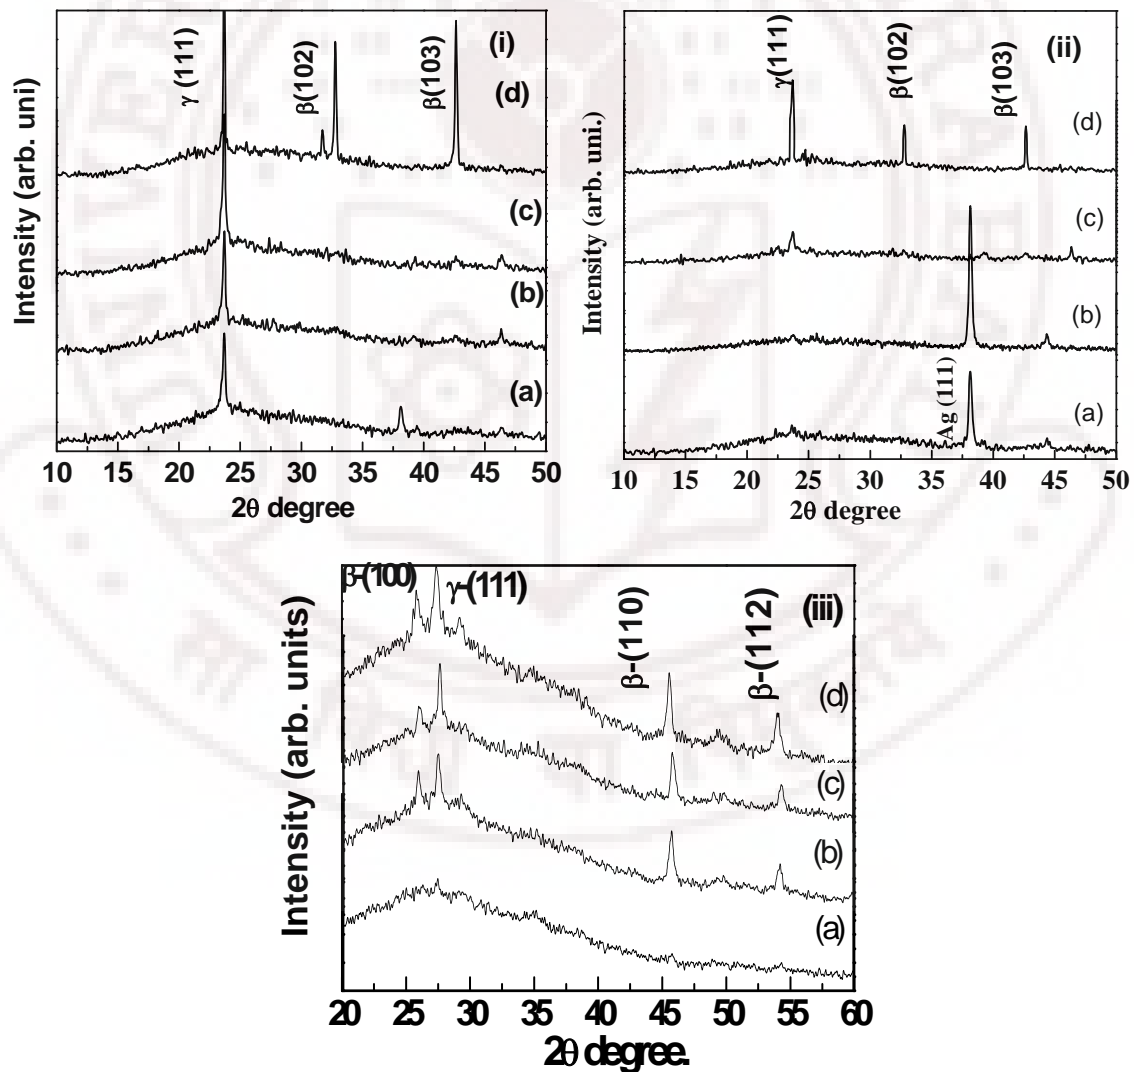 Intensity (arb. uni)
γ (111)
β(102)
β(103)
(i)
(d)
(c)
(b)
(a)
10 15 20 25 30 35 40 45 50
2θ degree
Intensity (arb. uni.)
γ(111)
β(102)
β(103)
(ii)
(d)
(c)
(b)
Ag (111)
(a)
10 15 20 25 30 35 40 45 50
2θ degree
Intensity (arb. units)
β-(100)
γ-(111)
β-(110)
β-(112)
(iii)
(d)
(c)
(b)
(a)
20 25 30 35 40 45 50 55 60
2θ degree.